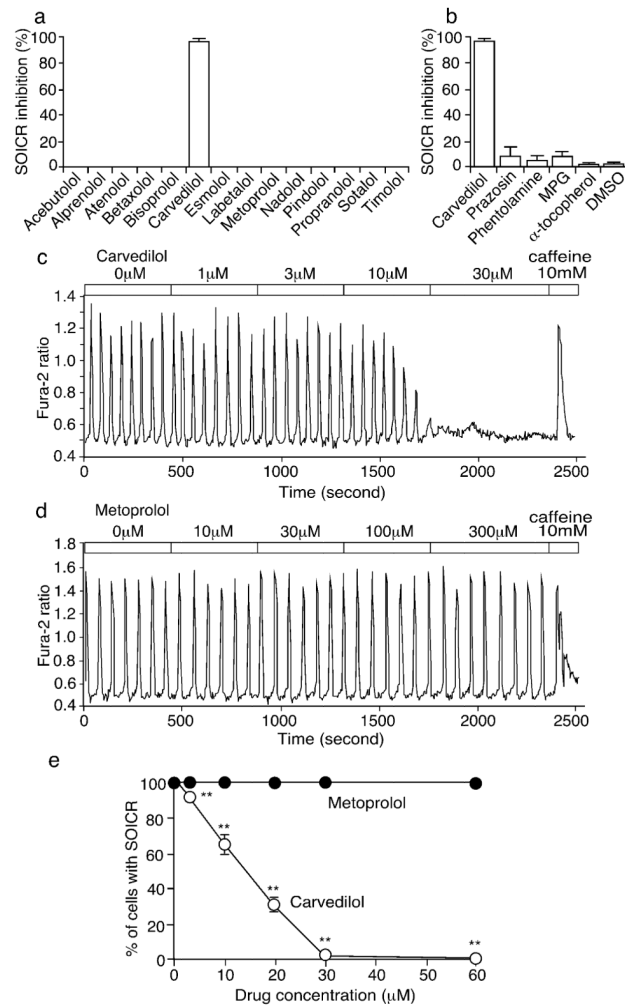 a
SOICR inhibition (%)
100
80
60
40
20
0
Acebutolol
Alprenolol
Atenolol
Betaxolol
Bisoprolol
Carvedilol
Esmolol
Labetalol
Metoprolol
Nadolol
Pindolol
Propranolol
Sotalol
Timolol
b
SOICR inhibition (%)
100
80
60
40
20
0
Carvedilol
Prazosin
Phentolamine
MPG
α-tocopherol
DMSO
c
Carvedilol
caffeine
0μM 1μM 3μM 10μM 30μM 10mM
Fura-2 ratio
1.4
1.2
1.0
0.8
0.6
0.4
0 500 1000 1500 2000 2500
Time (second)
d
Metoprolol
caffeine
0μM 10μM 30μM 100μM 300μM 10mM
Fura-2 ratio
1.8
1.6
1.4
1.2
1.0
0.8
0.6
0.4
0 500 1000 1500 2000 2500
Time (second)
e
% of cells with SOICR
100
80
60
40
20
0
Metoprolol
**
**
**
Carvedilol
**
**
0 10 20 30 40 50 60
Drug concentration (μM)